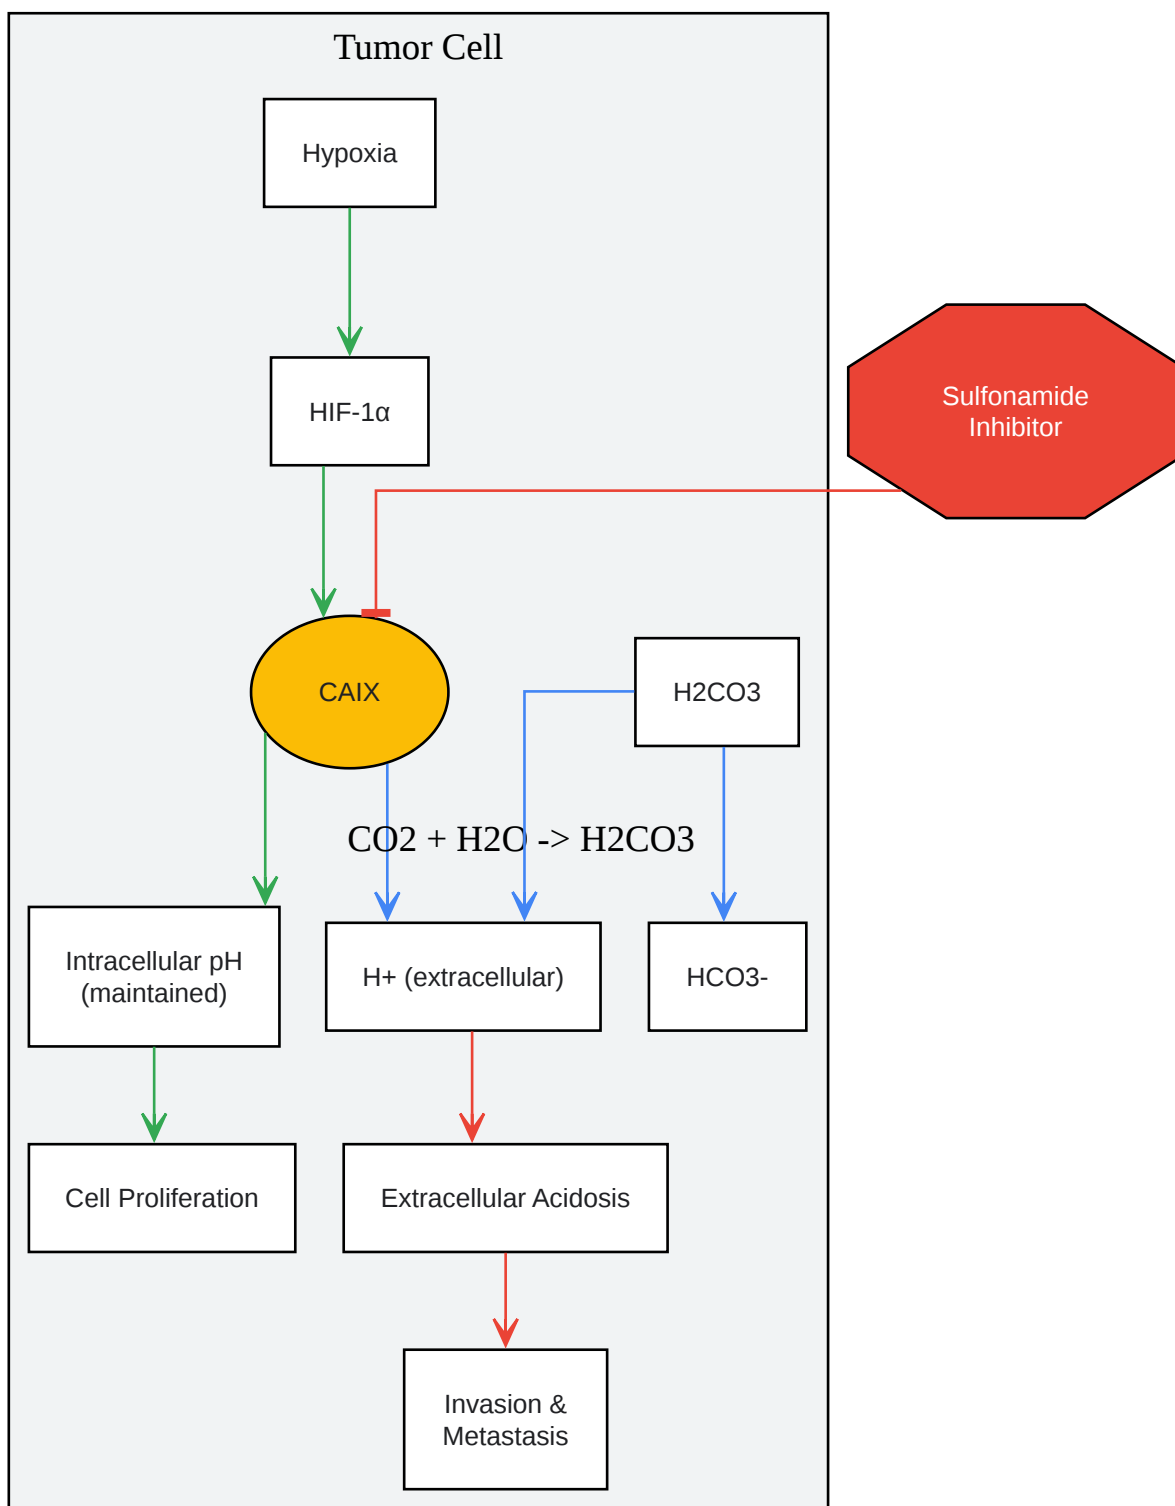 Tumor Cell
Hypoxia
HIF-1α
Sulfonamide
Inhibitor
CAIX
H2CO3
CO2 + H2O -> H2CO3
Intracellular pH
(maintained)
H+ (extracellular)
HCO3-
Cell Proliferation
Extracellular Acidosis
Invasion &
Metastasis